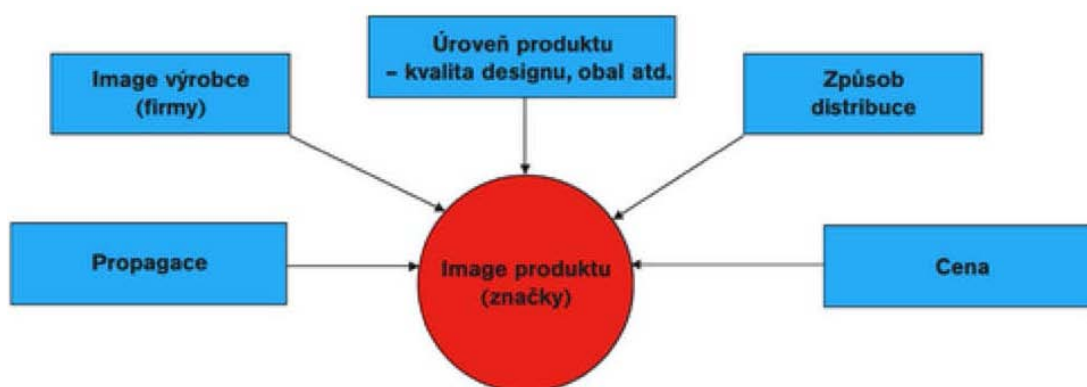 Úroveň produktu
– kvalita designu, obal atd.
Image výrobce
(firmy)
Způsob
distribuce
Propagace
Image produktu
(značky)
Cena